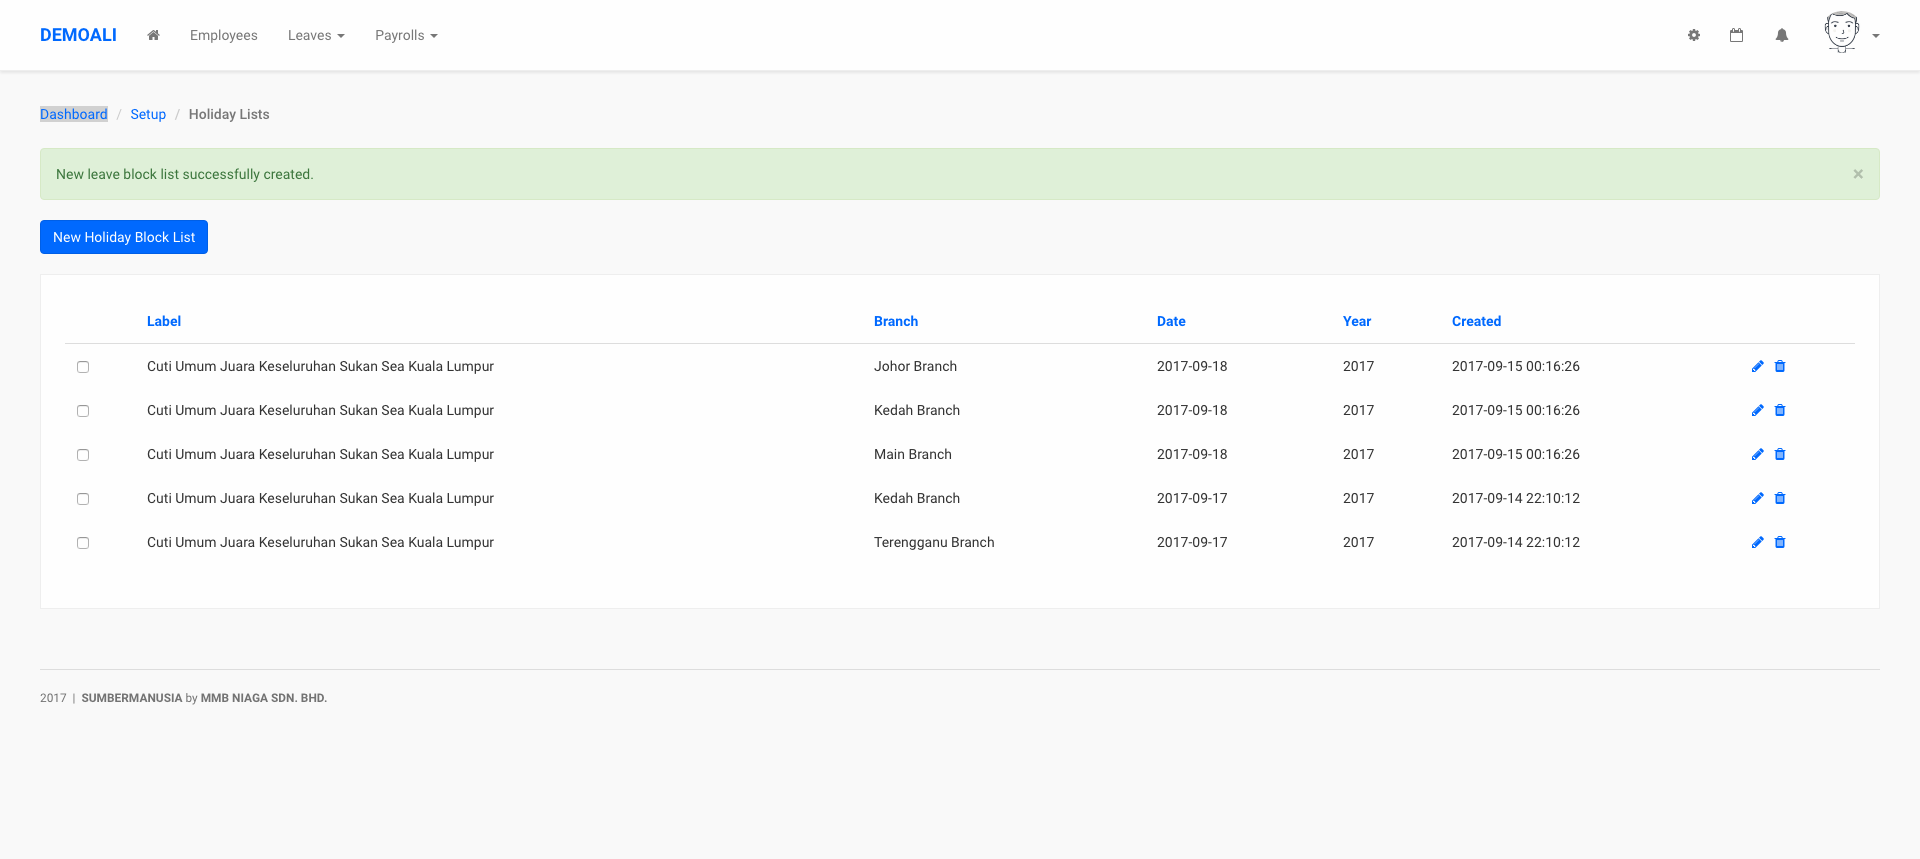 DEMOALI Employees Leaves Payrolls
Dashboard / Setup / Holiday Lists
New leave block list successfully created. ×
New Holiday Block List
Label Branch Date Year Created
Cuti Umum Juara Keseluruhan Sukan Sea Kuala Lumpur Johor Branch 2017-09-18 2017 2017-09-15 00:16:26
Cuti Umum Juara Keseluruhan Sukan Sea Kuala Lumpur Kedah Branch 2017-09-18 2017 2017-09-15 00:16:26
Cuti Umum Juara Keseluruhan Sukan Sea Kuala Lumpur Main Branch 2017-09-18 2017 2017-09-15 00:16:26
Cuti Umum Juara Keseluruhan Sukan Sea Kuala Lumpur Kedah Branch 2017-09-17 2017 2017-09-14 22:10:12
Cuti Umum Juara Keseluruhan Sukan Sea Kuala Lumpur Terengganu Branch 2017-09-17 2017 2017-09-14 22:10:12
2017 | SUMBERMANUSIA by MMB NIAGA SDN. BHD.